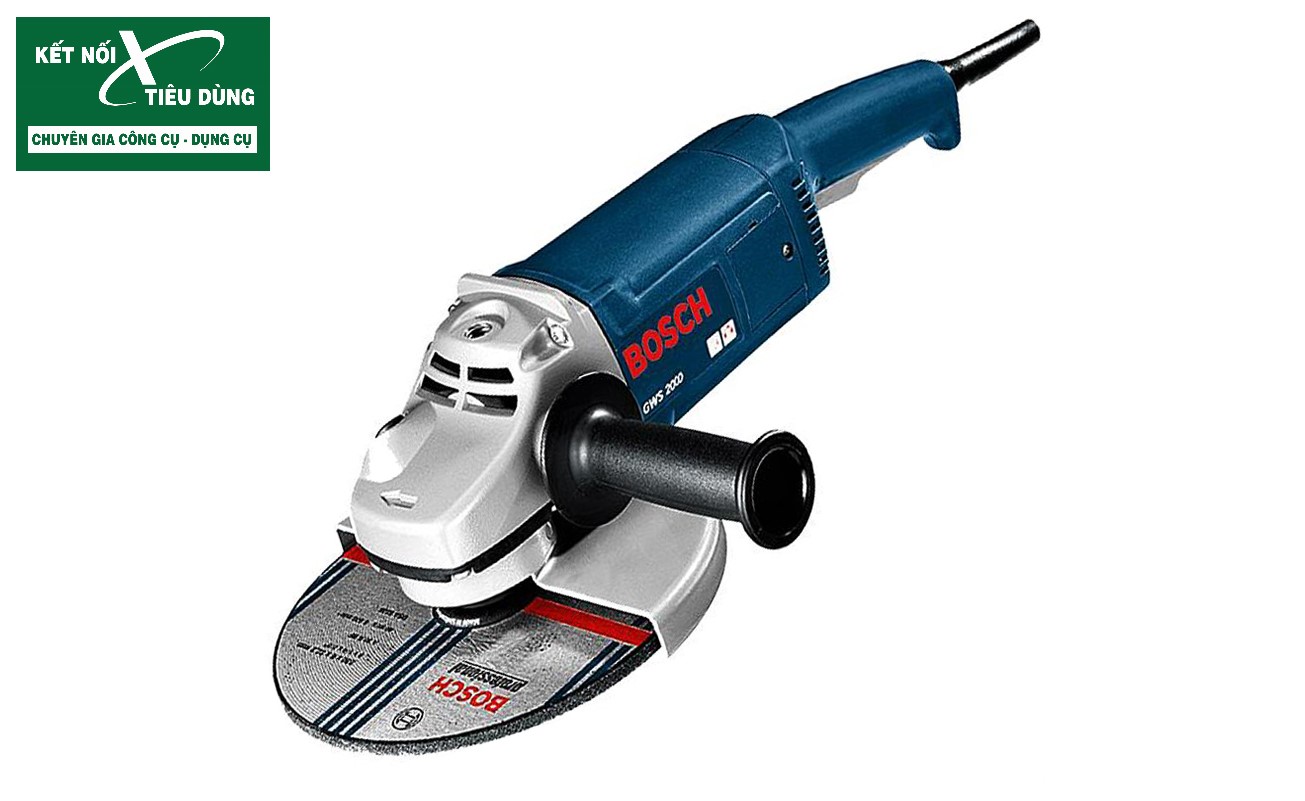 KẾT NỐI
TIÊU DÙNG
CHUYÊN GIA CÔNG CỤ - DỤNG CỤ
BOSCH
GWS 2000
BOSCH
professional